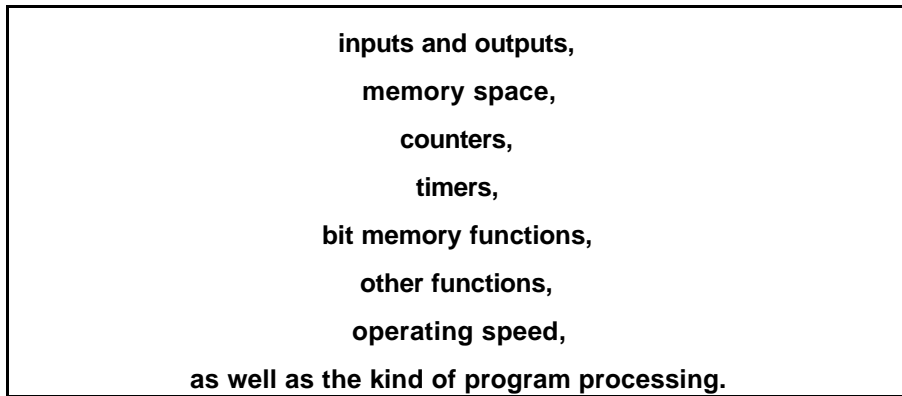 inputs and outputs,
memory space,
counters,
timers,
bit memory functions,
other functions,
operating speed,
as well as the kind of program processing.